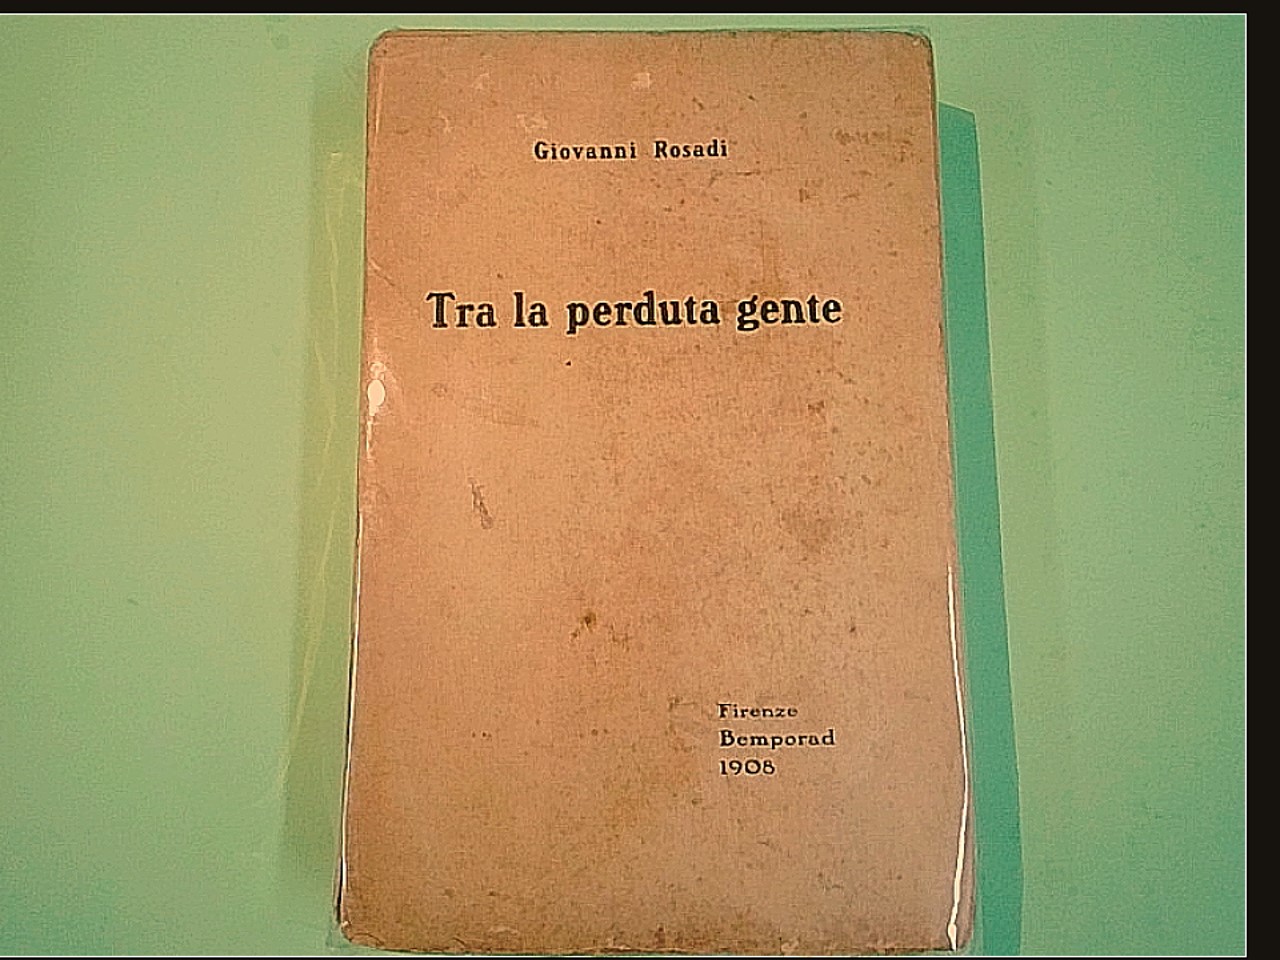 Giovanni Rosadi
Tra la perduta gente
Firenze
Bemporad
1908